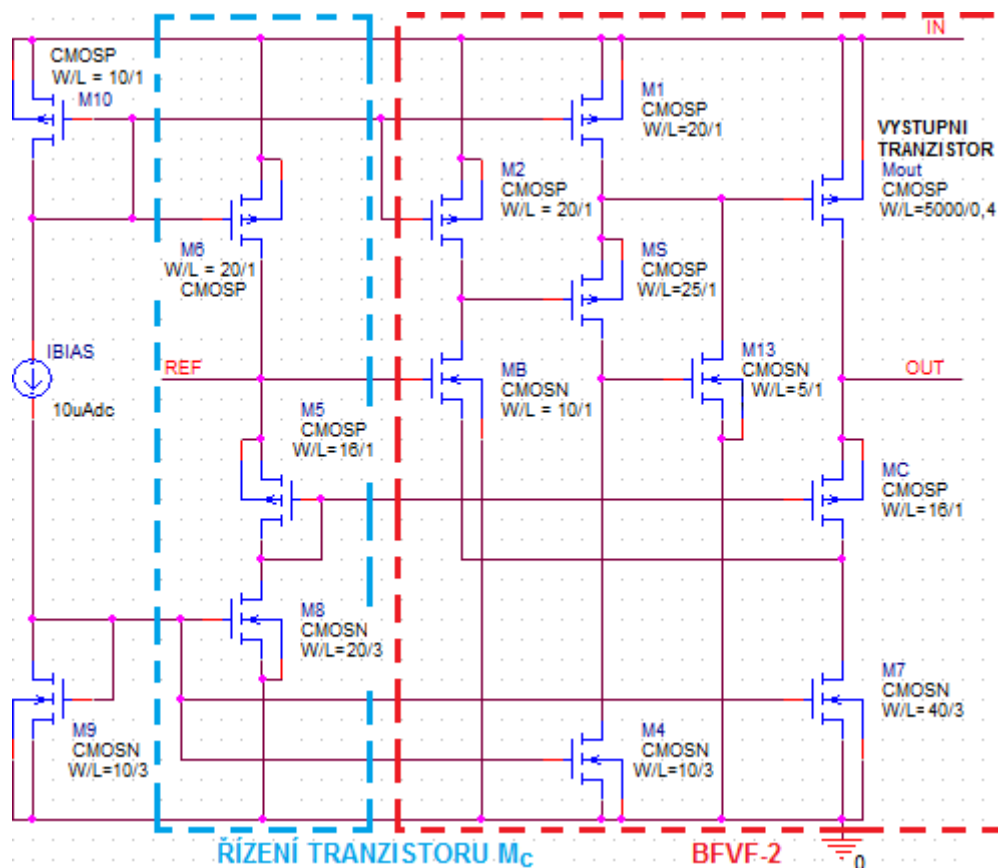 IN
CMOSP
W/L = 10/1
M10
M1
CMOSP
W/L=20/1
VYSTUPNI
TRANZISTOR
Mout
CMOSP
W/L=5000/0,4
M2
CMOSP
W/L = 20/1
M6
W/L = 20/1
CMOSP
MS
CMOSP
W/L=25/1
IBIAS
10uAdc
REF
MB
CMOSN
W/L = 10/1
M13
CMOSN
W/L=5/1
OUT
M5
CMOSP
W/L=16/1
MC
CMOSP
W/L=16/1
M8
CMOSN
W/L=20/3
M9
CMOSN
W/L=10/3
M4
CMOSN
W/L=10/3
M7
CMOSN
W/L=40/3
ŘÍZENÍ TRANZISTORU MC
BFVF-2
0